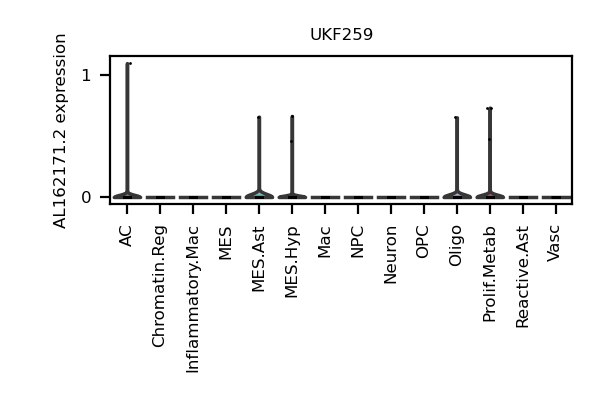 UKF259
AL162171.2 expression
1
0
AC
Chromatin.Reg
Inflammatory.Mac
MES
MES.Ast
MES.Hyp
Mac
NPC
Neuron
OPC
Oligo
Prolif.Metab
Reactive.Ast
Vasc